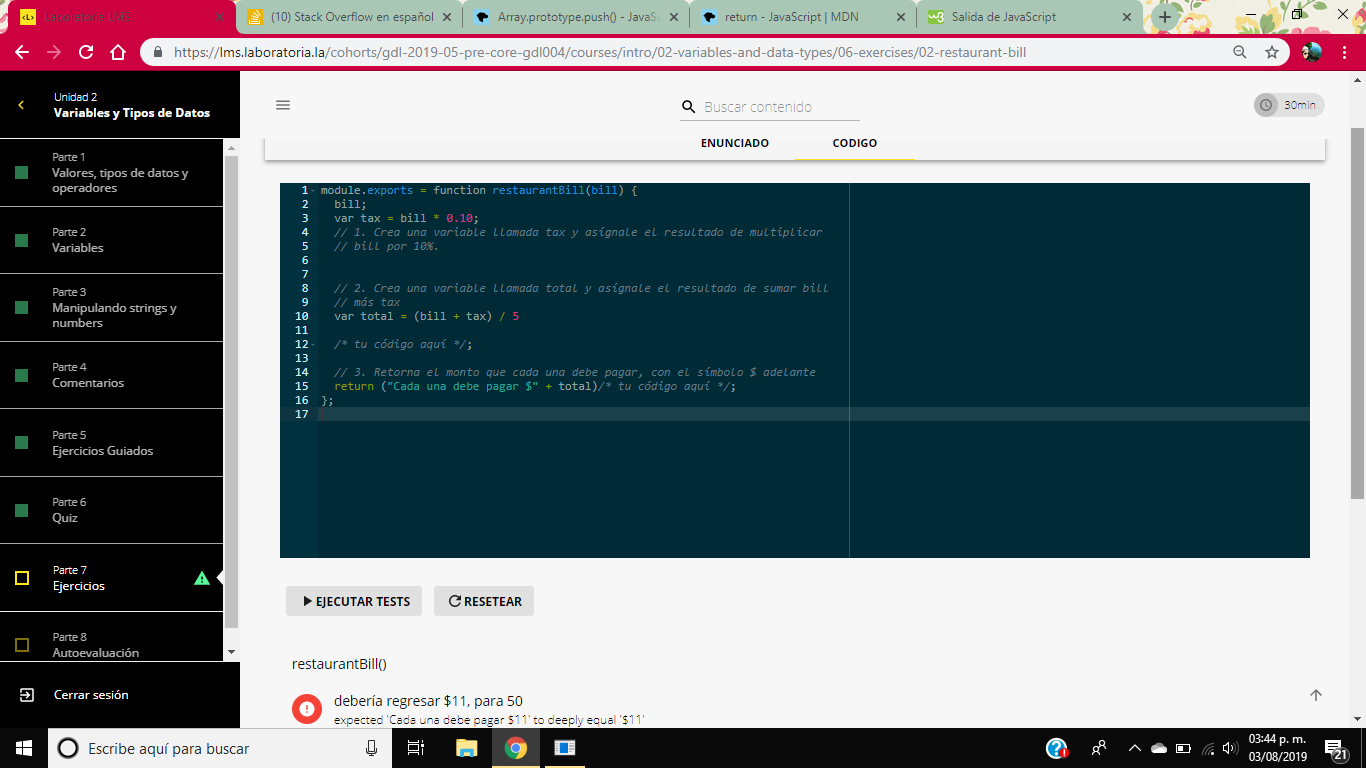 Laboratoria LMS
(10) Stack Overflow en español
Array.prototype.push() - JavaSc
return - JavaScript | MDN
Salida de JavaScript
https://lms.laboratoria.la/cohorts/gdl-2019-05-pre-core-gdl004/courses/intro/02-variables-and-data-types/06-exercises/02-restaurant-bill
Unidad 2
Variables y Tipos de Datos
Parte 1
Valores, tipos de datos y
operadores
Parte 2
Variables
Parte 3
Manipulando strings y
numbers
Parte 4
Comentarios
Parte 5
Ejercicios Guiados
Parte 6
Quiz
Parte 7
Ejercicios
Parte 8
Autoevaluación
Cerrar sesión
Buscar contenido
30min
ENUNCIADO
CODIGO
1 module.exports = function restaurantBill(bill) {
2 bill;
3 var tax = bill * 0.10;
4 // 1. Crea una variable llamada tax y asígnale el resultado de multiplicar
5 // bill por 10%.
6
7
8 // 2. Crea una variable llamada total y asígnale el resultado de sumar bill
9 // más tax
10 var total = (bill + tax) / 5
11
12 /* tu código aquí */;
13
14 // 3. Retorna el monto que cada una debe pagar, con el símbolo $ adelante
15 return ("Cada una debe pagar $" + total)/* tu código aquí */;
16 };
17
EJECUTAR TESTS
RESETEAR
restaurantBill()
debería regresar $11, para 50
expected 'Cada una debe pagar $11' to deeply equal '$11'
Escribe aquí para buscar
03:44 p. m.
03/08/2019
21